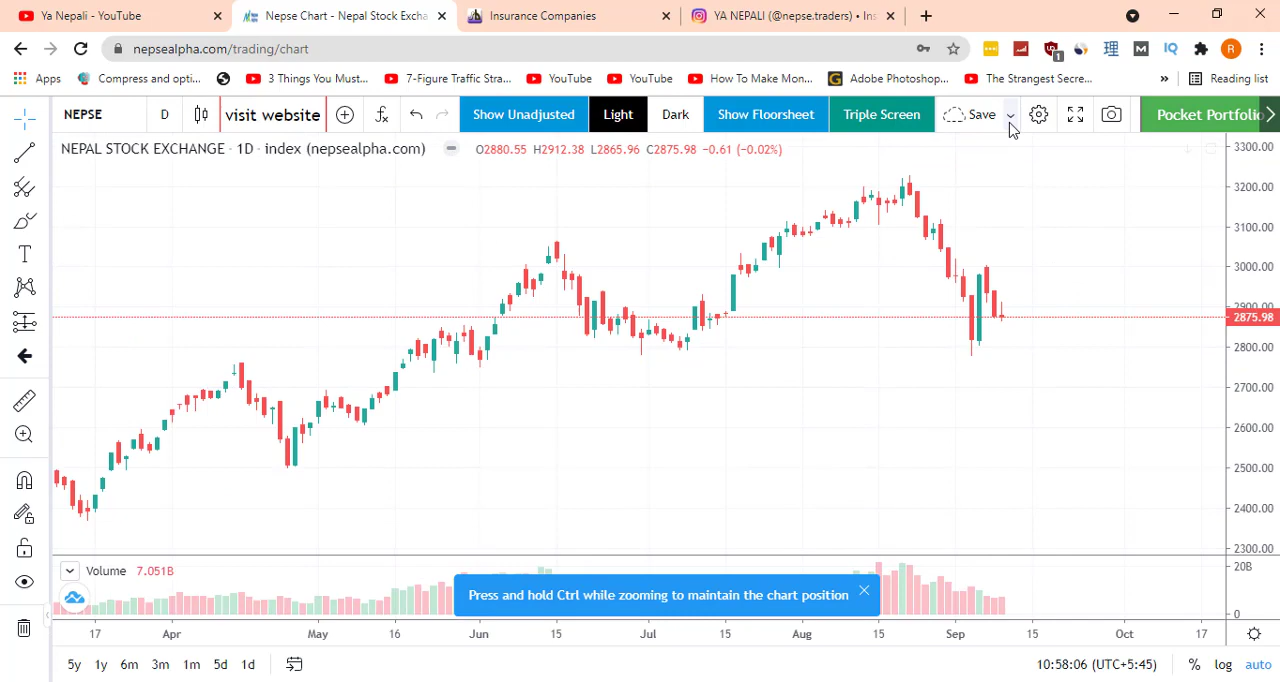 Ya Nepali - YouTube
Nepse Chart - Nepal Stock Excha
Insurance Companies
YA NEPALI (@nepse.traders) • Ins
nepsealpha.com/trading/chart
1
理
M
IQ
R
Apps
Compress and opti...
3 Things You Must...
7-Figure Traffic Stra...
YouTube
YouTube
How To Make Mon...
Adobe Photoshop...
The Strangest Secre...
»
Reading list
NEPSE
D
visit website
Show Unadjusted
Light
Dark
Show Floorsheet
Triple Screen
Save
Pocket Portfolio
NEPAL STOCK EXCHANGE · 1D · index (nepsealpha.com)
O2880.55 H2912.38 L2865.96 C2875.98 −0.61 (−0.02%)
3300.00
3200.00
3100.00
3000.00
2900.00
2875.98
2800.00
2700.00
2600.00
2500.00
2400.00
2300.00
Volume 7.051B
20B
0
Press and hold Ctrl while zooming to maintain the chart position
17 Apr May 16 Jun 15 Jul 15 Aug 15 Sep 15 Oct 17
5y 1y 6m 3m 1m 5d 1d
10:58:06 (UTC+5:45)
% log auto